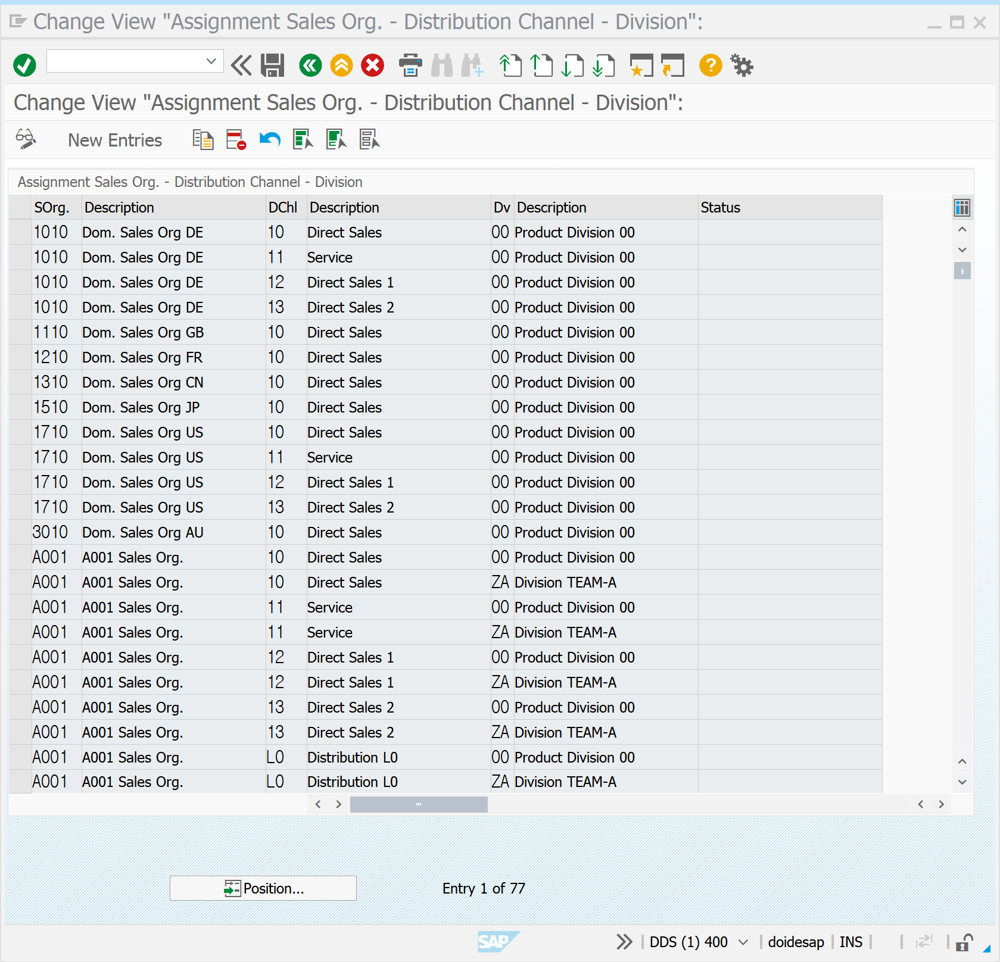 Change View "Assignment Sales Org. - Distribution Channel - Division":
Change View "Assignment Sales Org. - Distribution Channel - Division":
New Entries
Assignment Sales Org. - Distribution Channel - Division
SOrg. Description DChl Description Dv Description Status
1010 Dom. Sales Org DE 10 Direct Sales 00 Product Division 00
1010 Dom. Sales Org DE 11 Service 00 Product Division 00
1010 Dom. Sales Org DE 12 Direct Sales 1 00 Product Division 00
1010 Dom. Sales Org DE 13 Direct Sales 2 00 Product Division 00
1110 Dom. Sales Org GB 10 Direct Sales 00 Product Division 00
1210 Dom. Sales Org FR 10 Direct Sales 00 Product Division 00
1310 Dom. Sales Org CN 10 Direct Sales 00 Product Division 00
1510 Dom. Sales Org JP 10 Direct Sales 00 Product Division 00
1710 Dom. Sales Org US 10 Direct Sales 00 Product Division 00
1710 Dom. Sales Org US 11 Service 00 Product Division 00
1710 Dom. Sales Org US 12 Direct Sales 1 00 Product Division 00
1710 Dom. Sales Org US 13 Direct Sales 2 00 Product Division 00
3010 Dom. Sales Org AU 10 Direct Sales 00 Product Division 00
A001 A001 Sales Org. 10 Direct Sales 00 Product Division 00
A001 A001 Sales Org. 10 Direct Sales ZA Division TEAM-A
A001 A001 Sales Org. 11 Service 00 Product Division 00
A001 A001 Sales Org. 11 Service ZA Division TEAM-A
A001 A001 Sales Org. 12 Direct Sales 1 00 Product Division 00
A001 A001 Sales Org. 12 Direct Sales 1 ZA Division TEAM-A
A001 A001 Sales Org. 13 Direct Sales 2 00 Product Division 00
A001 A001 Sales Org. 13 Direct Sales 2 ZA Division TEAM-A
A001 A001 Sales Org. L0 Distribution L0 00 Product Division 00
A001 A001 Sales Org. L0 Distribution L0 ZA Division TEAM-A
Position... Entry 1 of 77
SAP DDS (1) 400 doidesap INS